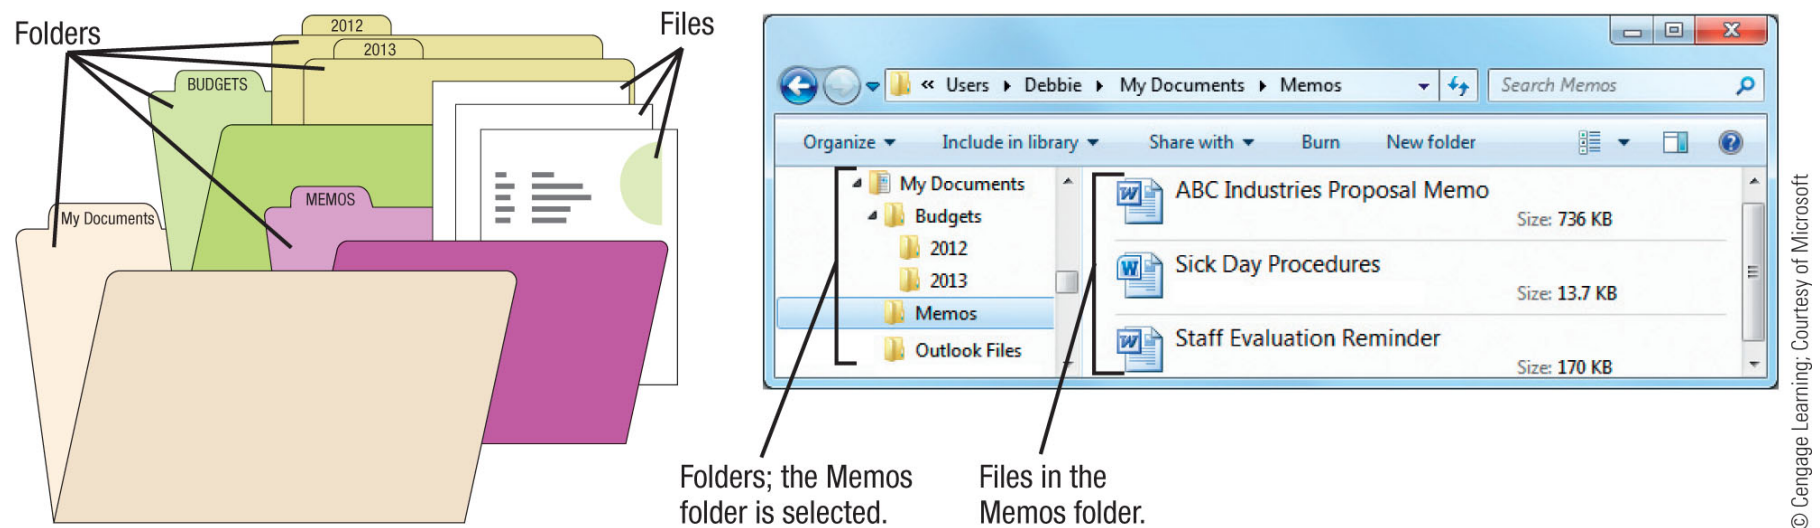 Folders
2012
2013
BUDGETS
MEMOS
My Documents
Files
« Users Debbie My Documents Memos
Search Memos
Organize Include in library Share with Burn New folder
My Documents
Budgets
2012
2013
Memos
Outlook Files
ABC Industries Proposal Memo
Size: 736 KB
Sick Day Procedures
Size: 13.7 KB
Staff Evaluation Reminder
Size: 170 KB
Folders; the Memos
folder is selected.
Files in the
Memos folder.
© Cengage Learning; Courtesy of Microsoft